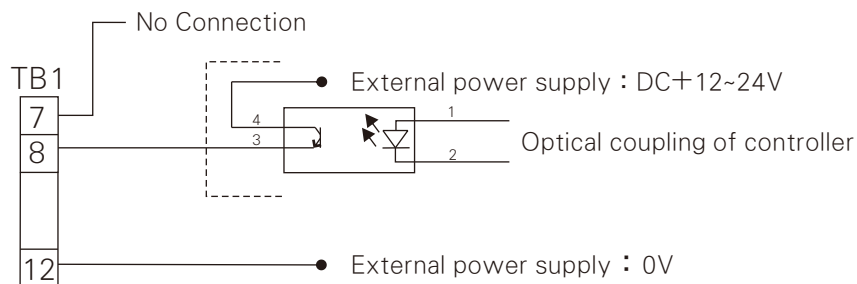 No Connection
TB1
External power supply：DC+12~24V
7
4
1
8
3
Optical coupling of controller
2
12
External power supply：0V